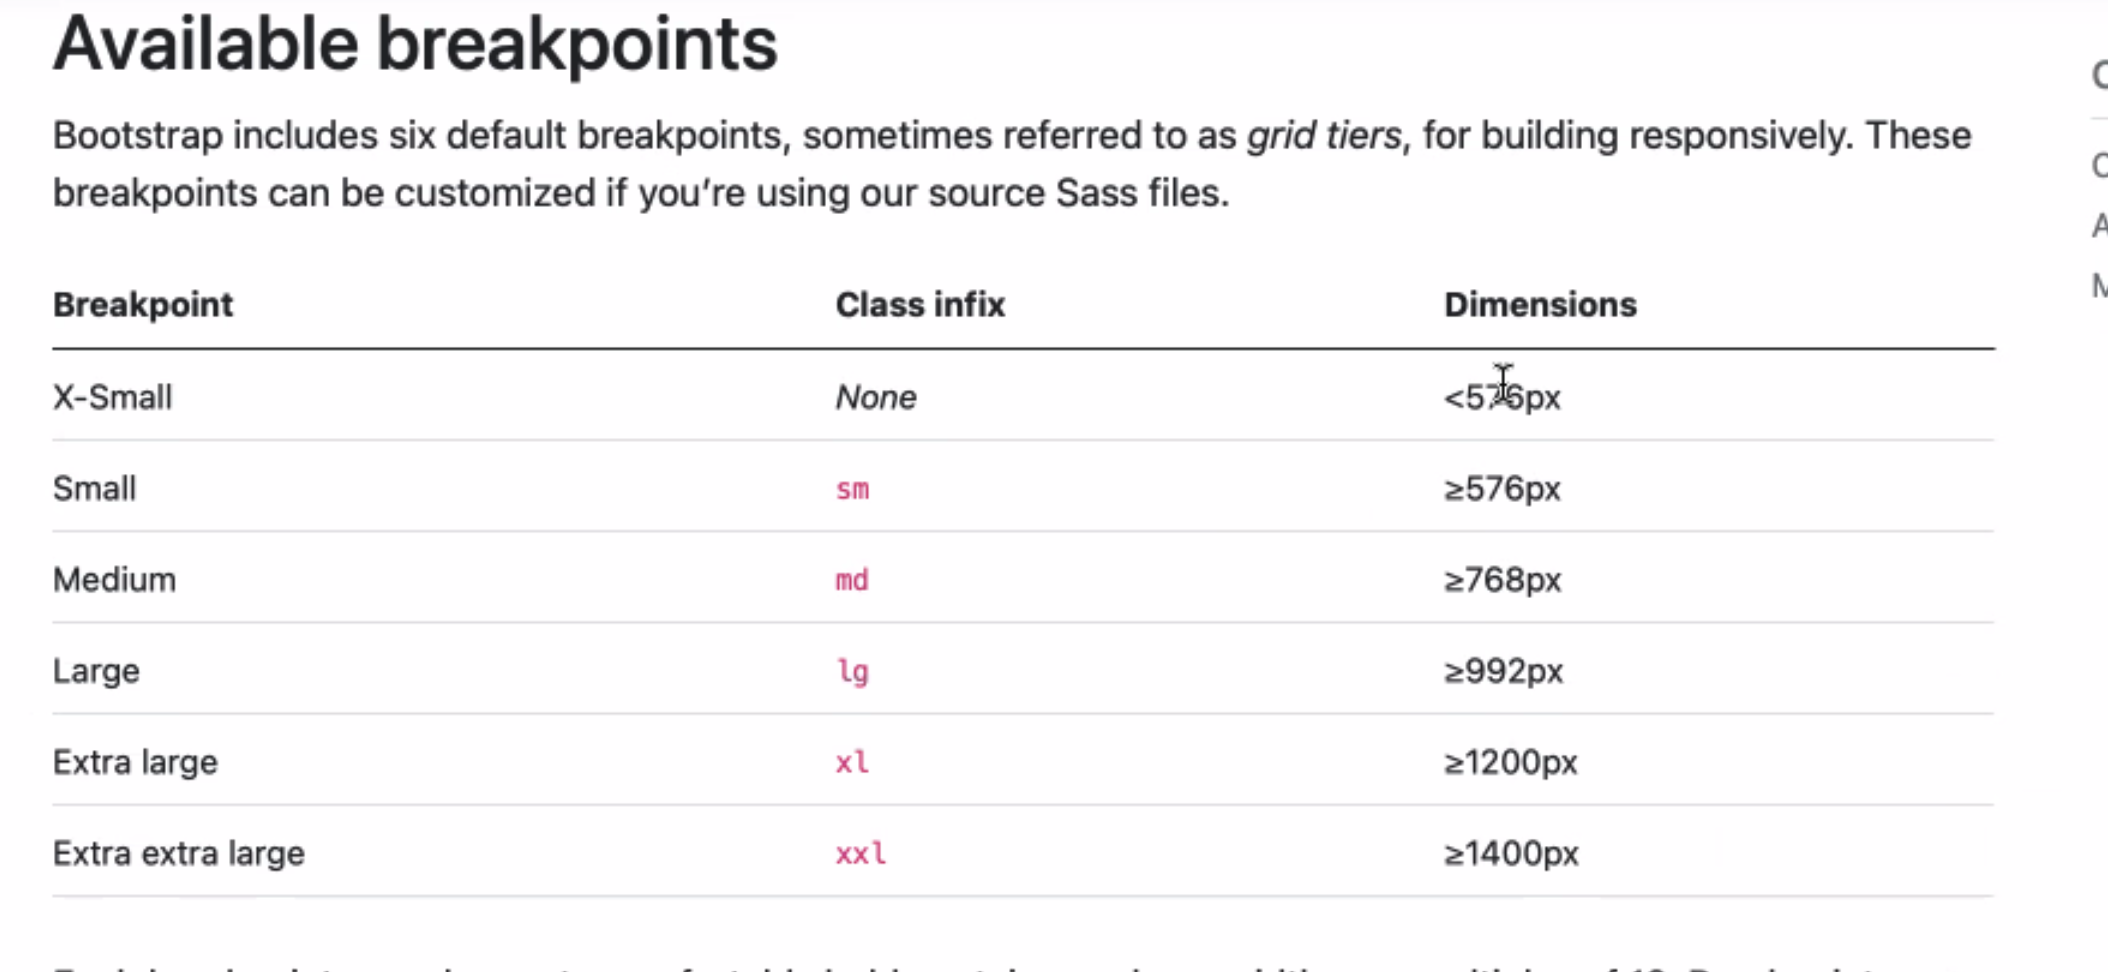 Available breakpoints
Bootstrap includes six default breakpoints, sometimes referred to as grid tiers, for building responsively. These
breakpoints can be customized if you’re using our source Sass files.
Breakpoint Class infix Dimensions
X-Small None <576px
Small sm ≥576px
Medium md ≥768px
Large lg ≥992px
Extra large xl ≥1200px
Extra extra large xxl ≥1400px